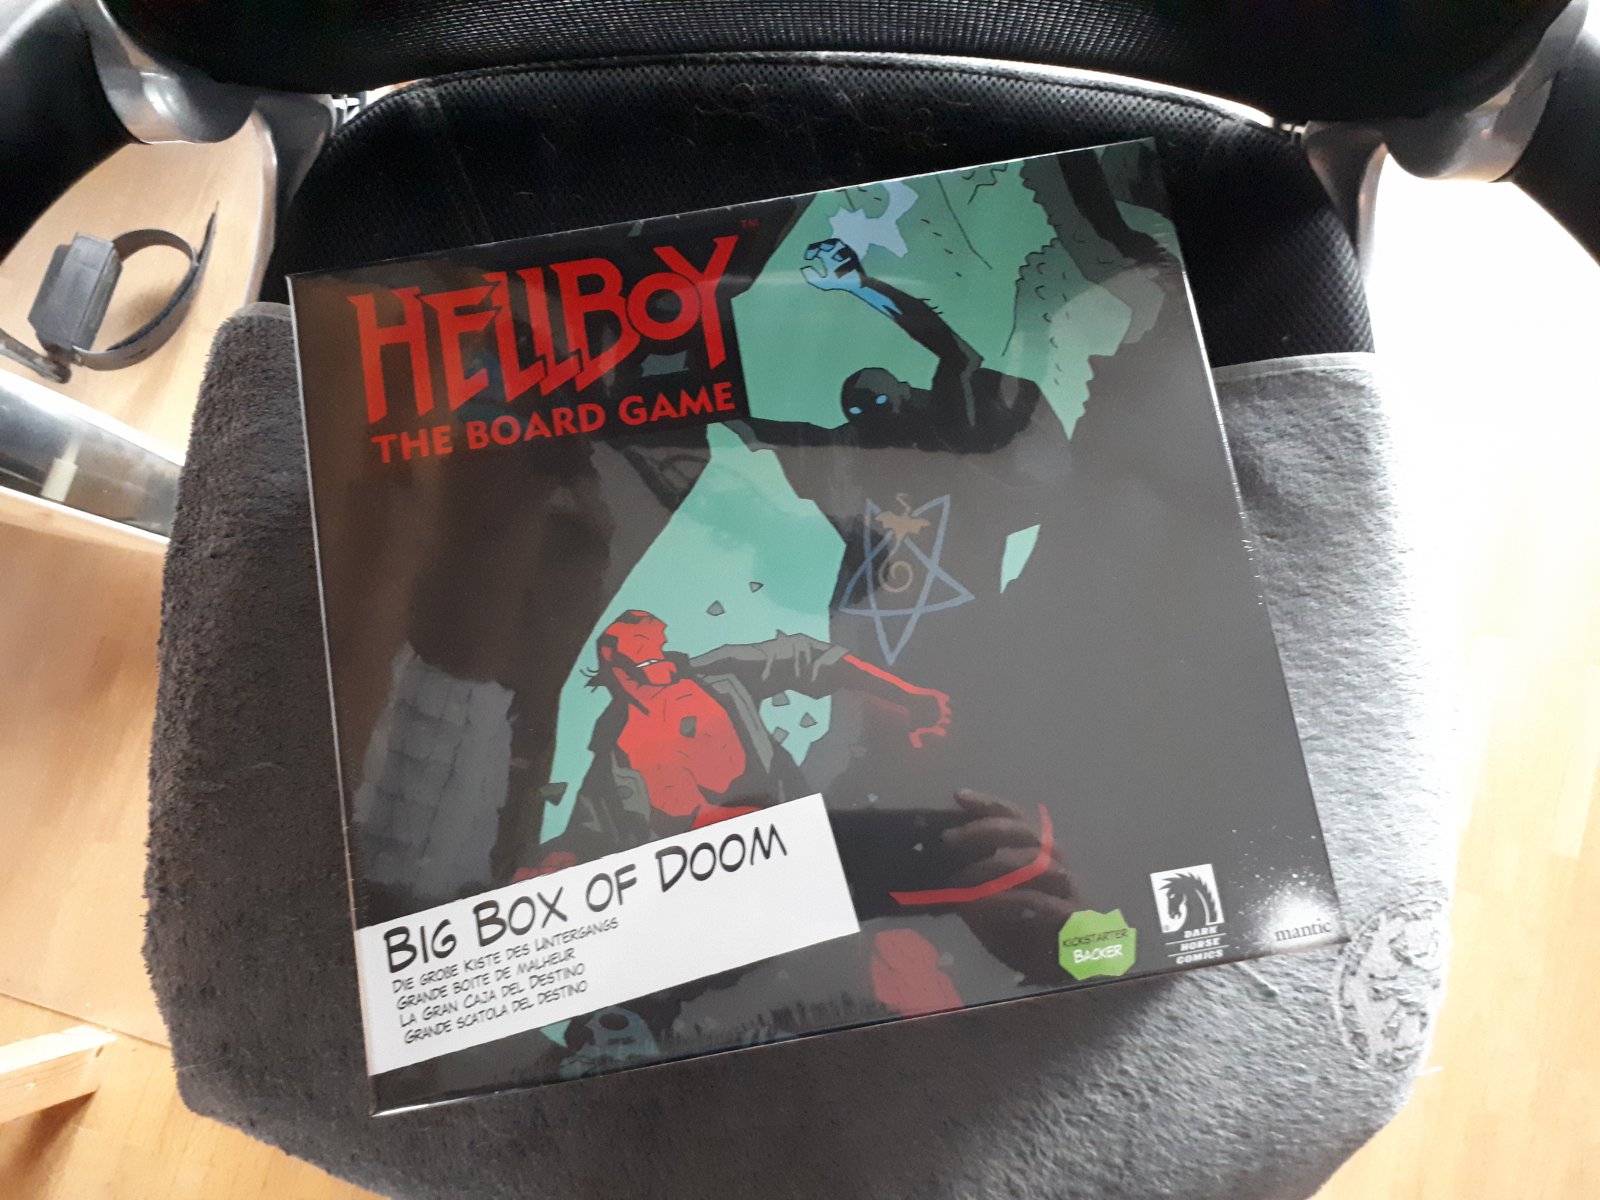 HELLBOY™
THE BOARD GAME
BIG BOX OF DOOM
DIE GROßE KISTE DES UNTERGANGS
GRANDE BOITE DE MALHEUR
LA GRAN CAJA DEL DESTINO
GRANDE SCATOLA DEL DESTINO
KICKSTARTER
BACKER
DARK
HORSE
COMICS
mantic